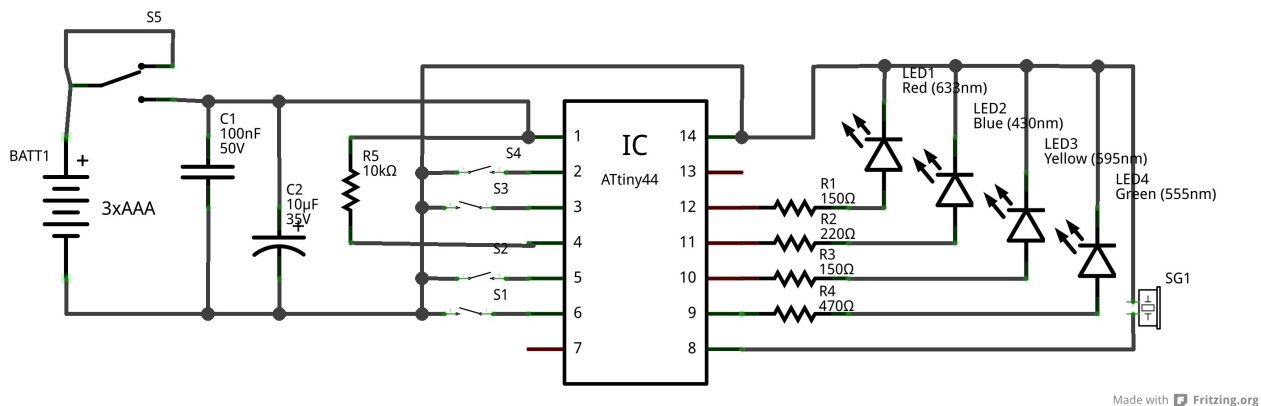 S5
BATT1
+
3xAAA
C1
100nF
50V
C2
10µF
35V
+
R5
10kΩ
S4
S3
S2
S1
IC
ATtiny44
1
2
3
4
5
6
7
14
13
12
11
10
9
8
R1
150Ω
R2
220Ω
R3
150Ω
R4
470Ω
LED1
Red (633nm)
LED2
Blue (430nm)
LED3
Yellow (595nm)
LED4
Green (555nm)
SG1
Made with Fritzing.org